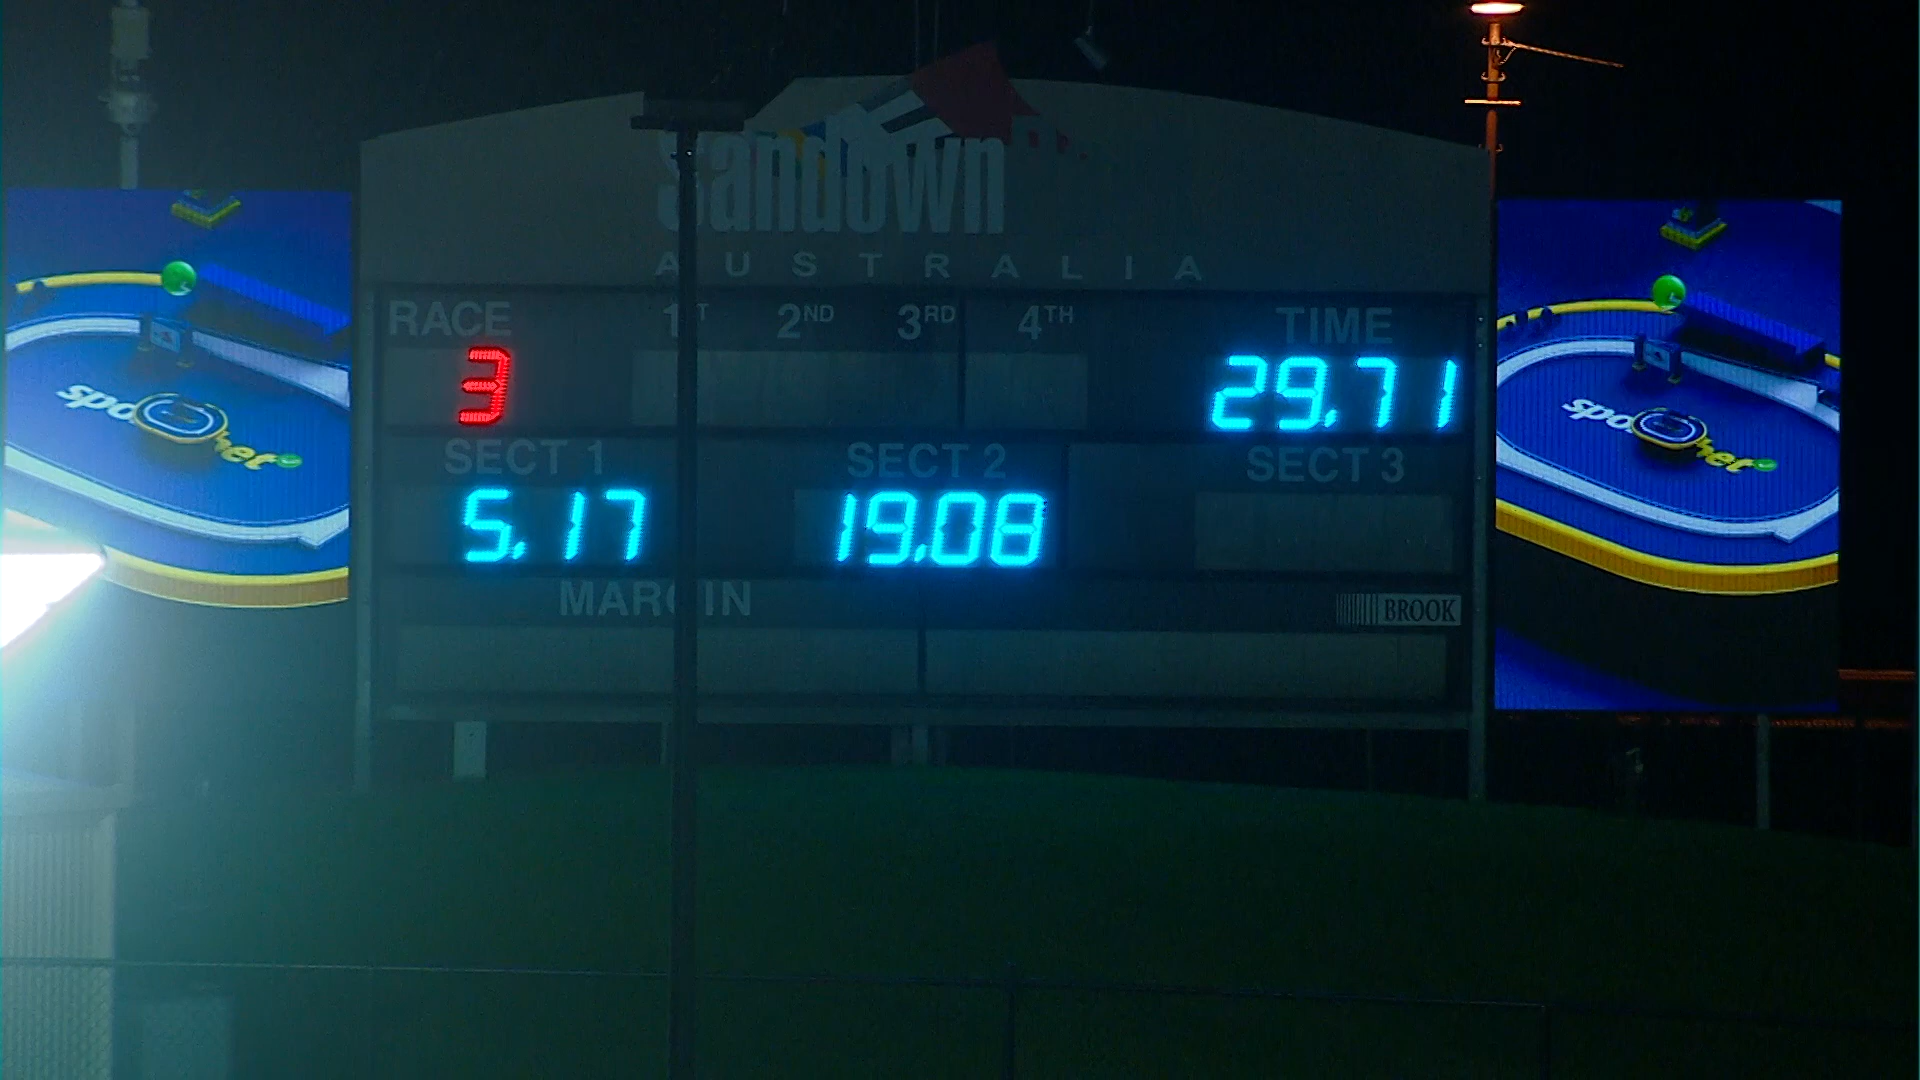 Sandown
AUSTRALIA
RACE 1ST 2ND 3RD 4TH TIME
3 29.71
SECT 1 SECT 2 SECT 3
5.17 19.08
MARGIN
BROOK